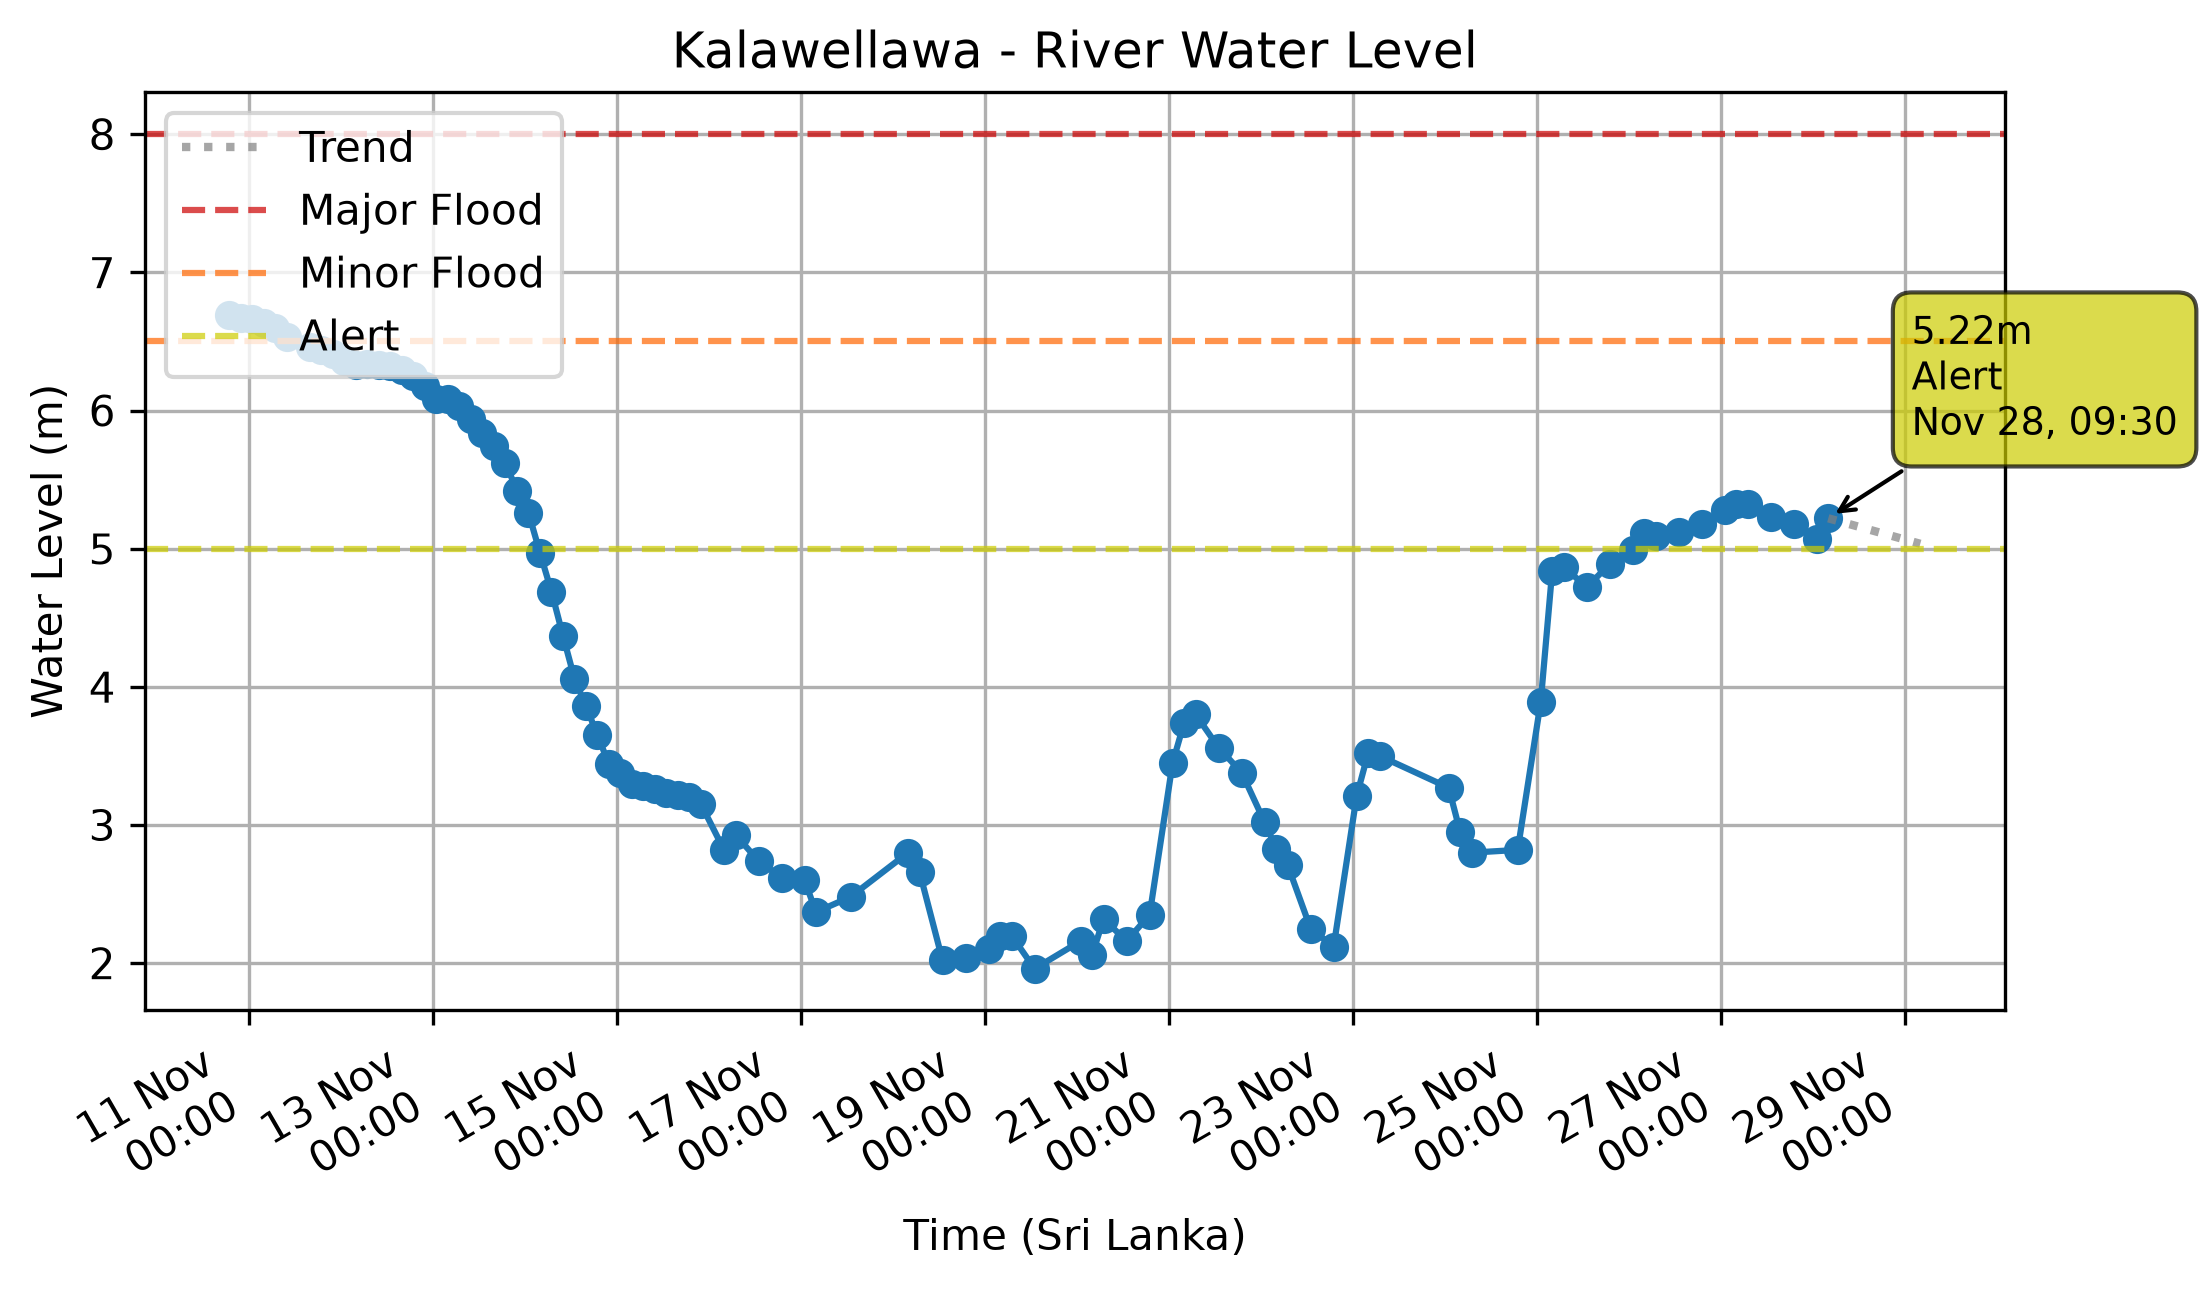 Kalawellawa - River Water Level
Trend
Major Flood
Minor Flood
Alert
5.22m
Alert
Nov 28, 09:30
Water Level (m)
8
7
6
5
4
3
2
11 Nov
00:00
13 Nov
00:00
15 Nov
00:00
17 Nov
00:00
19 Nov
00:00
21 Nov
00:00
23 Nov
00:00
25 Nov
00:00
27 Nov
00:00
29 Nov
00:00
Time (Sri Lanka)